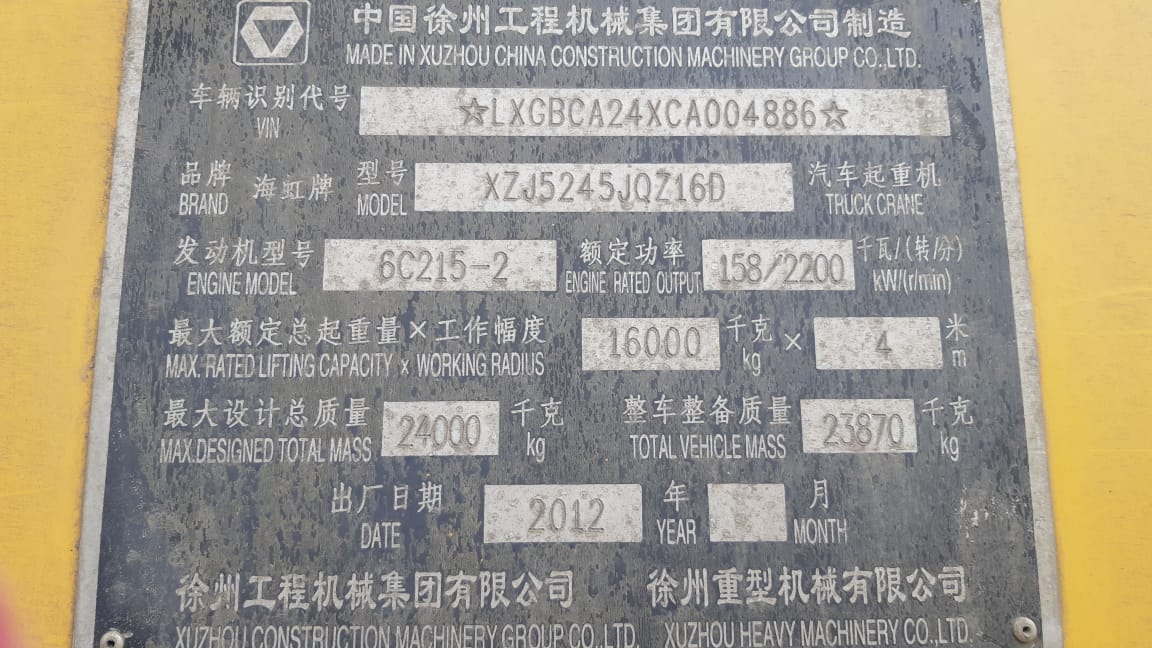 中国徐州工程机械集团有限公司制造
MADE IN XUZHOU CHINA CONSTRUCTION MACHINERY GROUP CO.,LTD.
车辆识别代号 ☆LXGBCA24XCA004886☆
VIN
品牌 海虹牌 型号 XZJ5245JQZ16D 汽车起重机
BRAND MODEL TRUCK CRANE
发动机型号 6C215-2 额定功率 158/2200 千瓦/(转/分)
ENGINE MODEL ENGINE RATED OUTPUT kW/(r/min)
最大额定总起重量×工作幅度 16000 千克 × 4 米
MAX. RATED LIFTING CAPACITY x WORKING RADIUS kg m
最大设计总质量 24000 千克 整车整备质量 23870 千克
MAX.DESIGNED TOTAL MASS kg TOTAL VEHICLE MASS kg
出厂日期 2012 年 月
DATE YEAR MONTH
徐州工程机械集团有限公司 徐州重型机械有限公司
XUZHOU CONSTRUCTION MACHINERY GROUP CO.,LTD. XUZHOU HEAVY MACHINERY CO.,LTD.